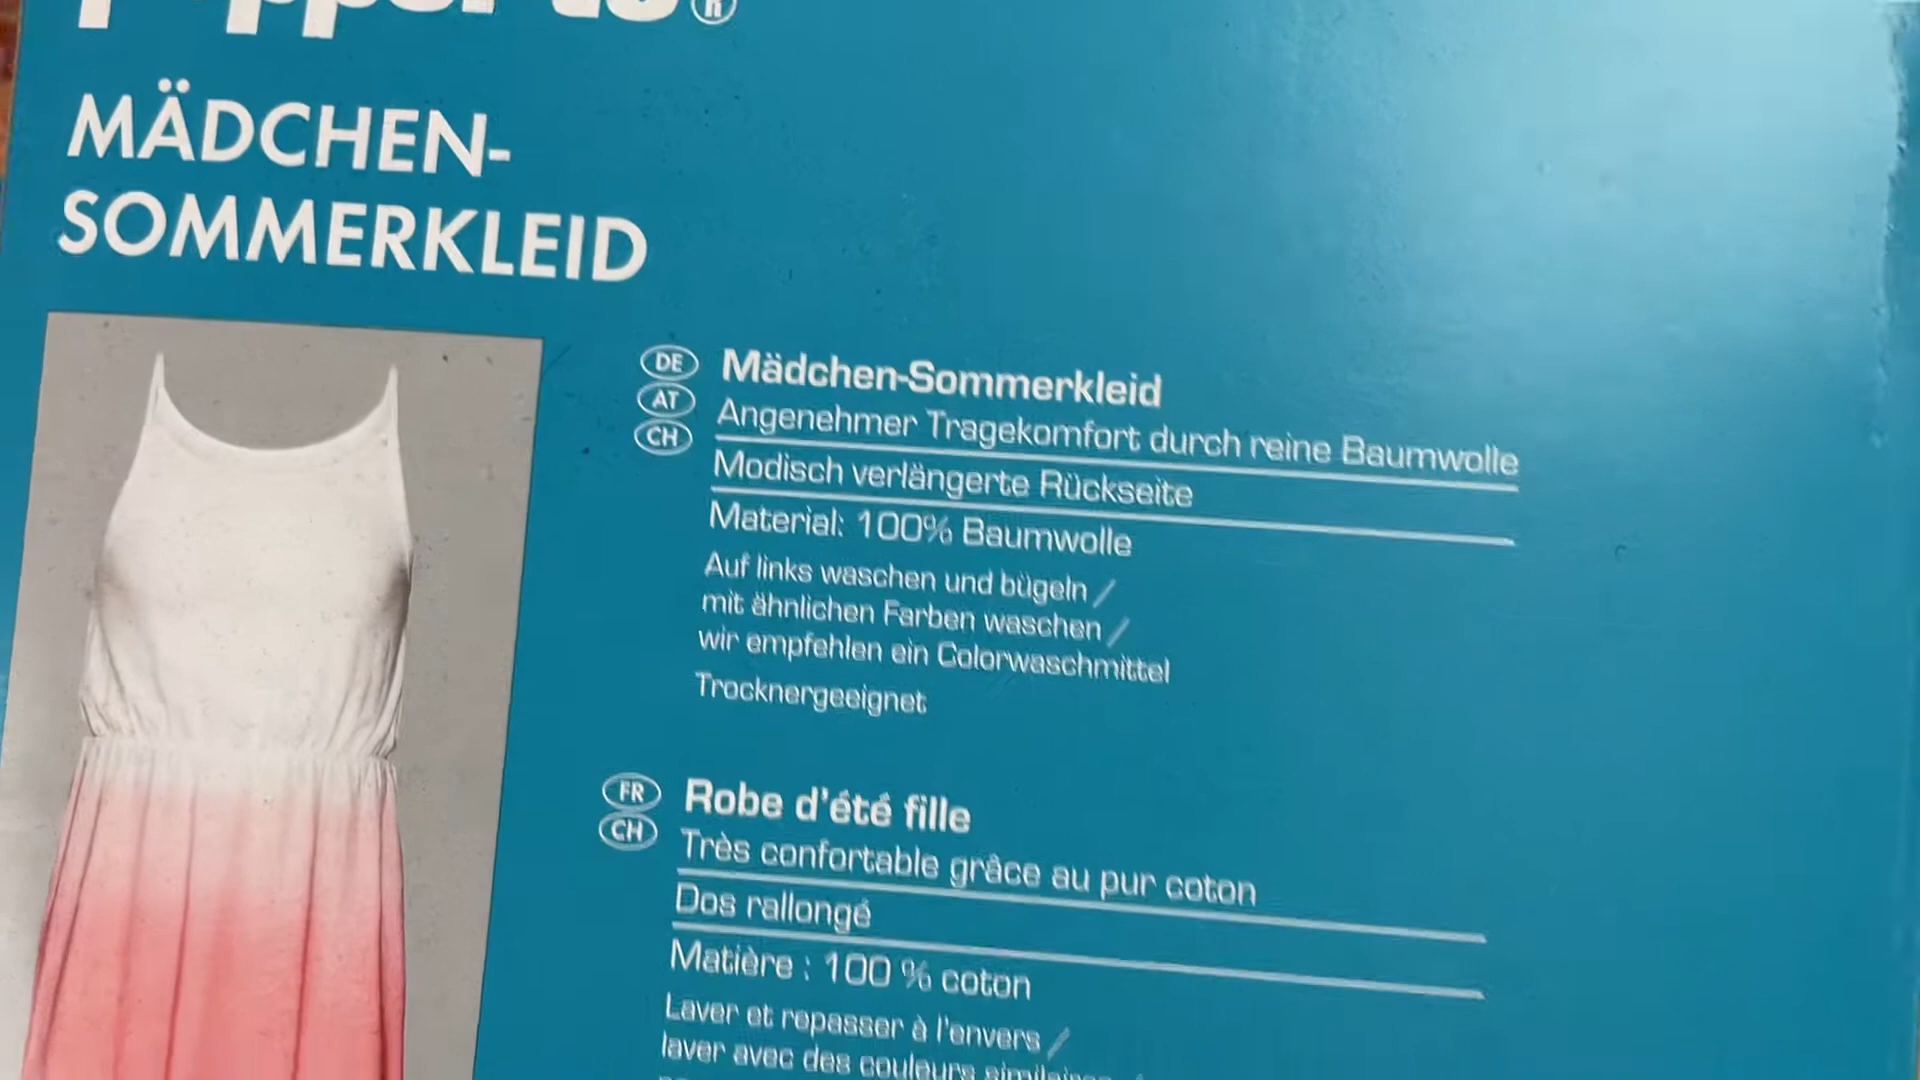 MÄDCHEN-
SOMMERKLEID
DE
AT
CH
Mädchen-Sommerkleid
Angenehmer Tragekomfort durch reine Baumwolle
Modisch verlängerte Rückseite
Material: 100% Baumwolle
Auf links waschen und bügeln /
mit ähnlichen Farben waschen /
wir empfehlen ein Colorwaschmittel
Trocknergeeignet
FR
CH
Robe d'été fille
Très confortable grâce au pur coton
Dos rallongé
Matière : 100 % coton
Laver et repasser à l'envers /
laver avec des couleurs